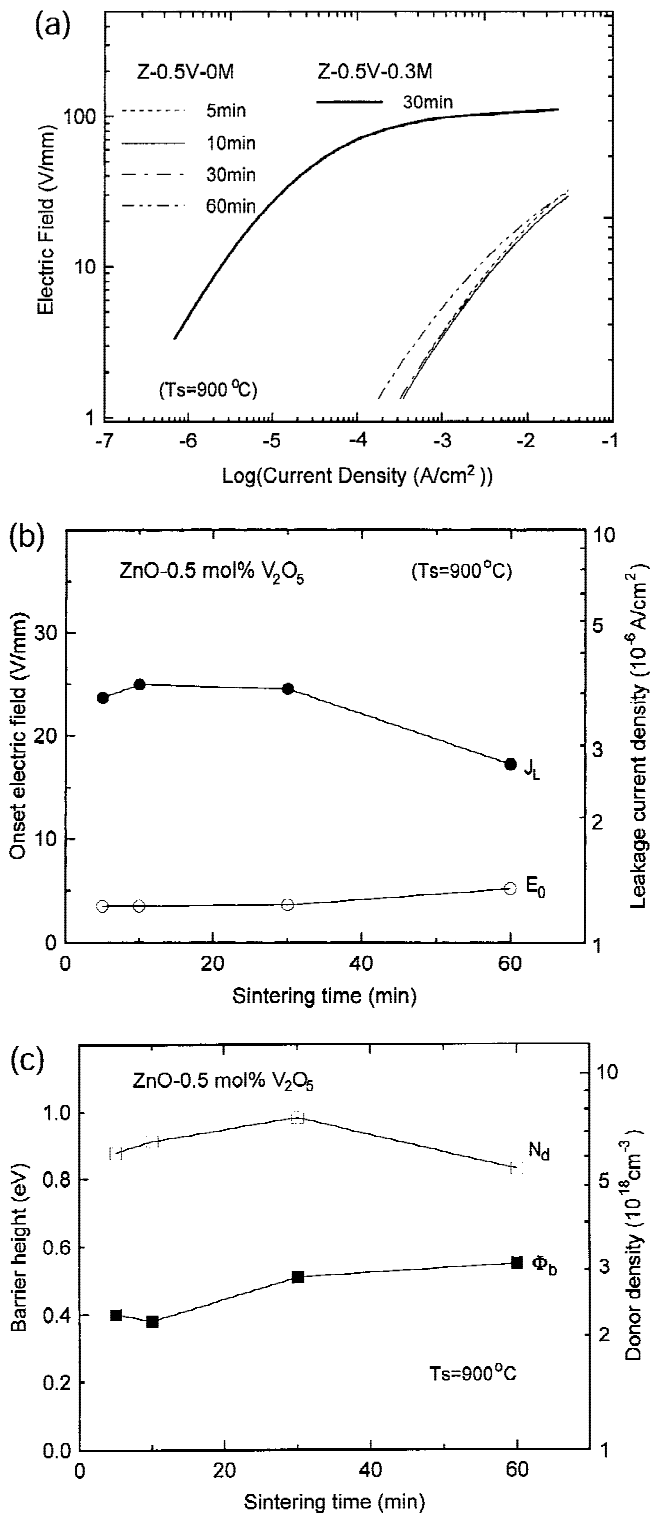 (a)
Z-0.5V-0M
5min
10min
30min
60min
Z-0.5V-0.3M
30min
(Ts=900 °C)
Electric Field (V/mm)
100
10
1
-7 -6 -5 -4 -3 -2 -1
Log(Current Density (A/cm²))
(b)
ZnO-0.5 mol% V₂O₅ (Ts=900°C)
Onset electric field (V/mm)
30
20
10
0
Leakage current density (10⁻⁶ A/cm²)
10
5
3
2
1
J_L
E₀
0 20 40 60
Sintering time (min)
(c)
ZnO-0.5 mol% V₂O₅
Barrier height (eV)
1.0
0.8
0.6
0.4
0.2
0.0
Donor density (10¹⁸cm⁻³)
10
5
3
2
1
N_d
Φ_b
Ts=900°C
0 20 40 60
Sintering time (min)